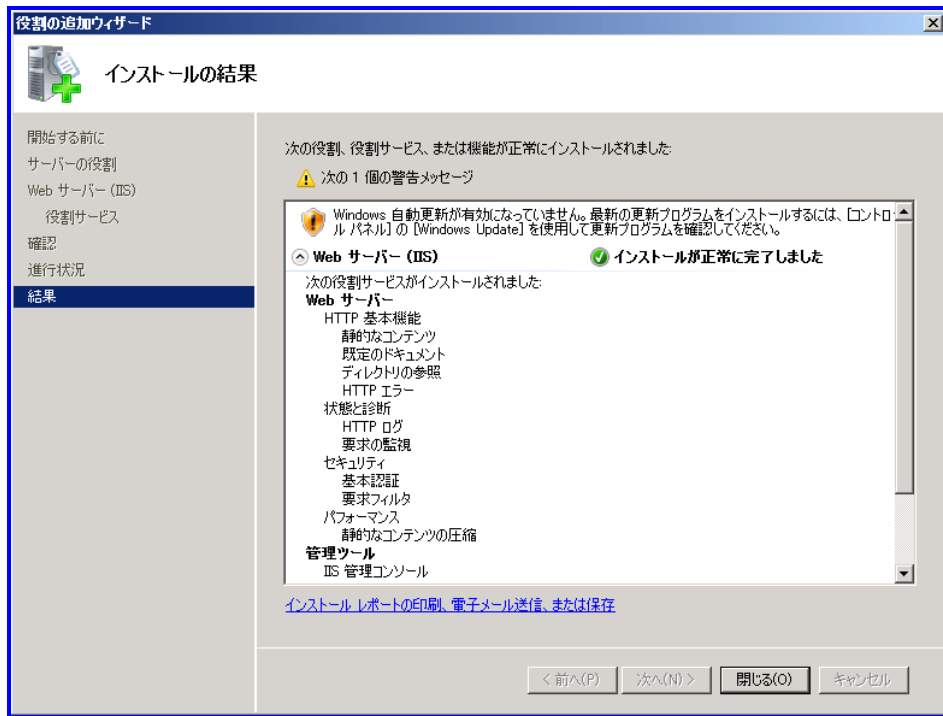 役割の追加ウィザード
インストールの結果
開始する前に
サーバーの役割
Web サーバー (IIS)
役割サービス
確認
進行状況
結果
次の役割、役割サービス、または機能が正常にインストールされました:
次の 1 個の警告メッセージ
Windows 自動更新が有効になっていません。最新の更新プログラムをインストールするには、[コントロー
ル パネル] の [Windows Update] を使用して更新プログラムを確認してください。
Web サーバー (IIS) インストールが正常に完了しました
次の役割サービスがインストールされました:
Web サーバー
HTTP 基本機能
静的なコンテンツ
既定のドキュメント
ディレクトリの参照
HTTP エラー
状態と診断
HTTP ログ
要求の監視
セキュリティ
基本認証
要求フィルタ
パフォーマンス
静的なコンテンツの圧縮
管理ツール
IIS 管理コンソール
インストール レポートの印刷、電子メール送信、または保存
< 前へ(P) 次へ(N) > 閉じる(O) キャンセル